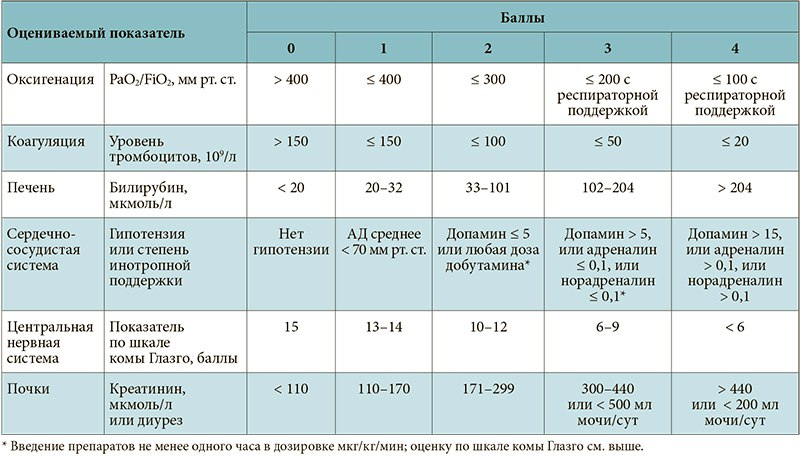 Оцениваемый показатель
Баллы
0 1 2 3 4
Оксигенация
PaO₂/FiO₂, мм рт. ст.
> 400
≤ 400
≤ 300
≤ 200 с
респираторной
поддержкой
≤ 100 с
респираторной
поддержкой
Коагуляция
Уровень
тромбоцитов, 10⁹/л
> 150
≤ 150
≤ 100
≤ 50
≤ 20
Печень
Билирубин,
мкмоль/л
< 20
20–32
33–101
102–204
> 204
Сердечно-
сосудистая
система
Гипотензия
или степень
инотропной
поддержки
Нет
гипотензии
АД среднее
< 70 мм рт. ст.
Допамин ≤ 5
или любая доза
добутамина*
Допамин > 5,
или адреналин
≤ 0,1, или
норадреналин
≤ 0,1*
Допамин > 15,
или адреналин
> 0,1, или
норадреналин
> 0,1
Центральная
нервная
система
Показатель
по шкале
комы Глазго, баллы
15
13–14
10–12
6–9
< 6
Почки
Креатинин,
мкмоль/л
или диурез
< 110
110–170
171–299
300–440
или < 500 мл
мочи/сут
> 440
или < 200 мл
мочи/сут
* Введение препаратов не менее одного часа в дозировке мкг/кг/мин; оценку по шкале комы Глазго см. выше.